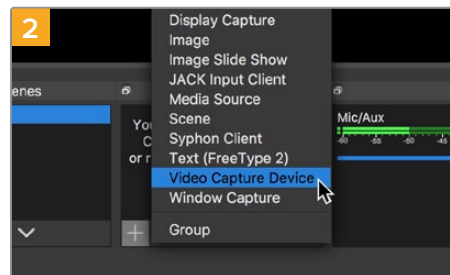 2
Display Capture
Image
Image Slide Show
JACK Input Client
Media Source
Scene
Syphon Client
Text (FreeType 2)
Video Capture Device
Window Capture
Group
enes
You
C
or r
Mic/Aux
-60 -55 -50 -45